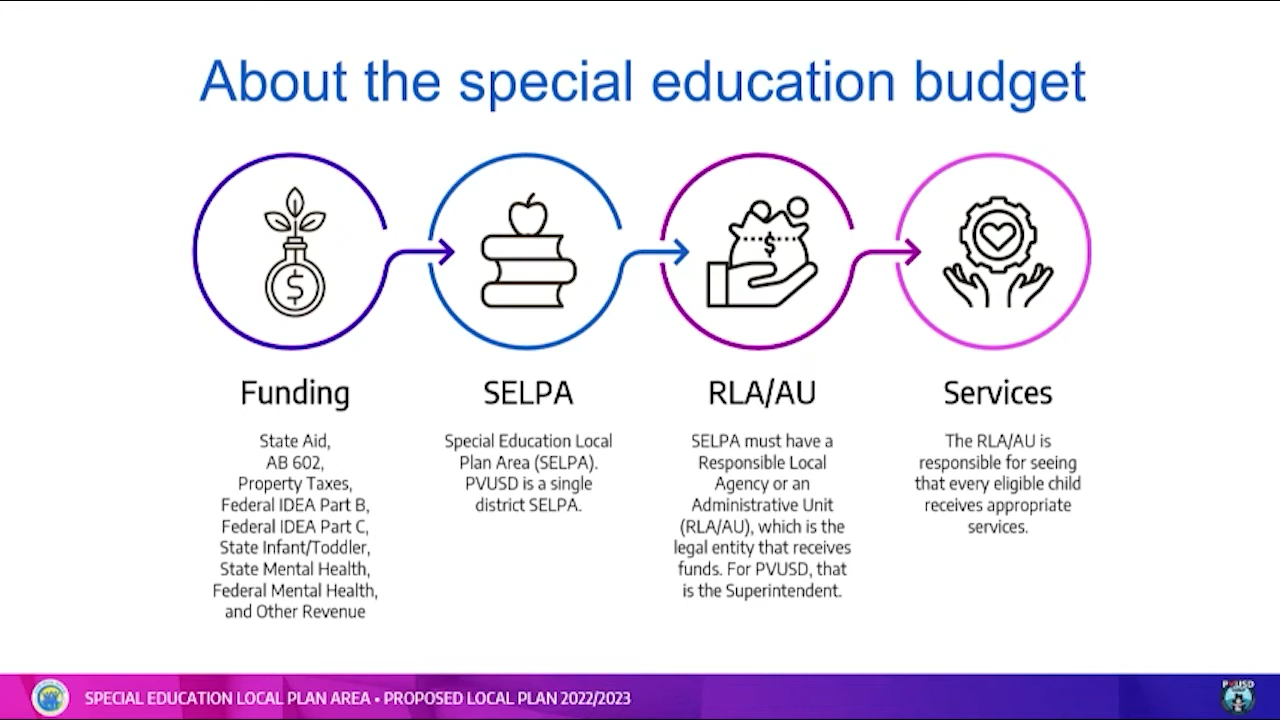 About the special education budget
$
$
Funding
State Aid,
AB 602,
Property Taxes,
Federal IDEA Part B,
Federal IDEA Part C,
State Infant/Toddler,
State Mental Health,
Federal Mental Health,
and Other Revenue
SELPA
Special Education Local
Plan Area (SELPA).
PVUSD is a single
district SELPA.
RLA/AU
SELPA must have a
Responsible Local
Agency or an
Administrative Unit
(RLA/AU), which is the
legal entity that receives
funds. For PVUSD, that
is the Superintendent.
Services
The RLA/AU is
responsible for seeing
that every eligible child
receives appropriate
services.
SPECIAL EDUCATION LOCAL PLAN AREA • PROPOSED LOCAL PLAN 2022/2023
PVUSD